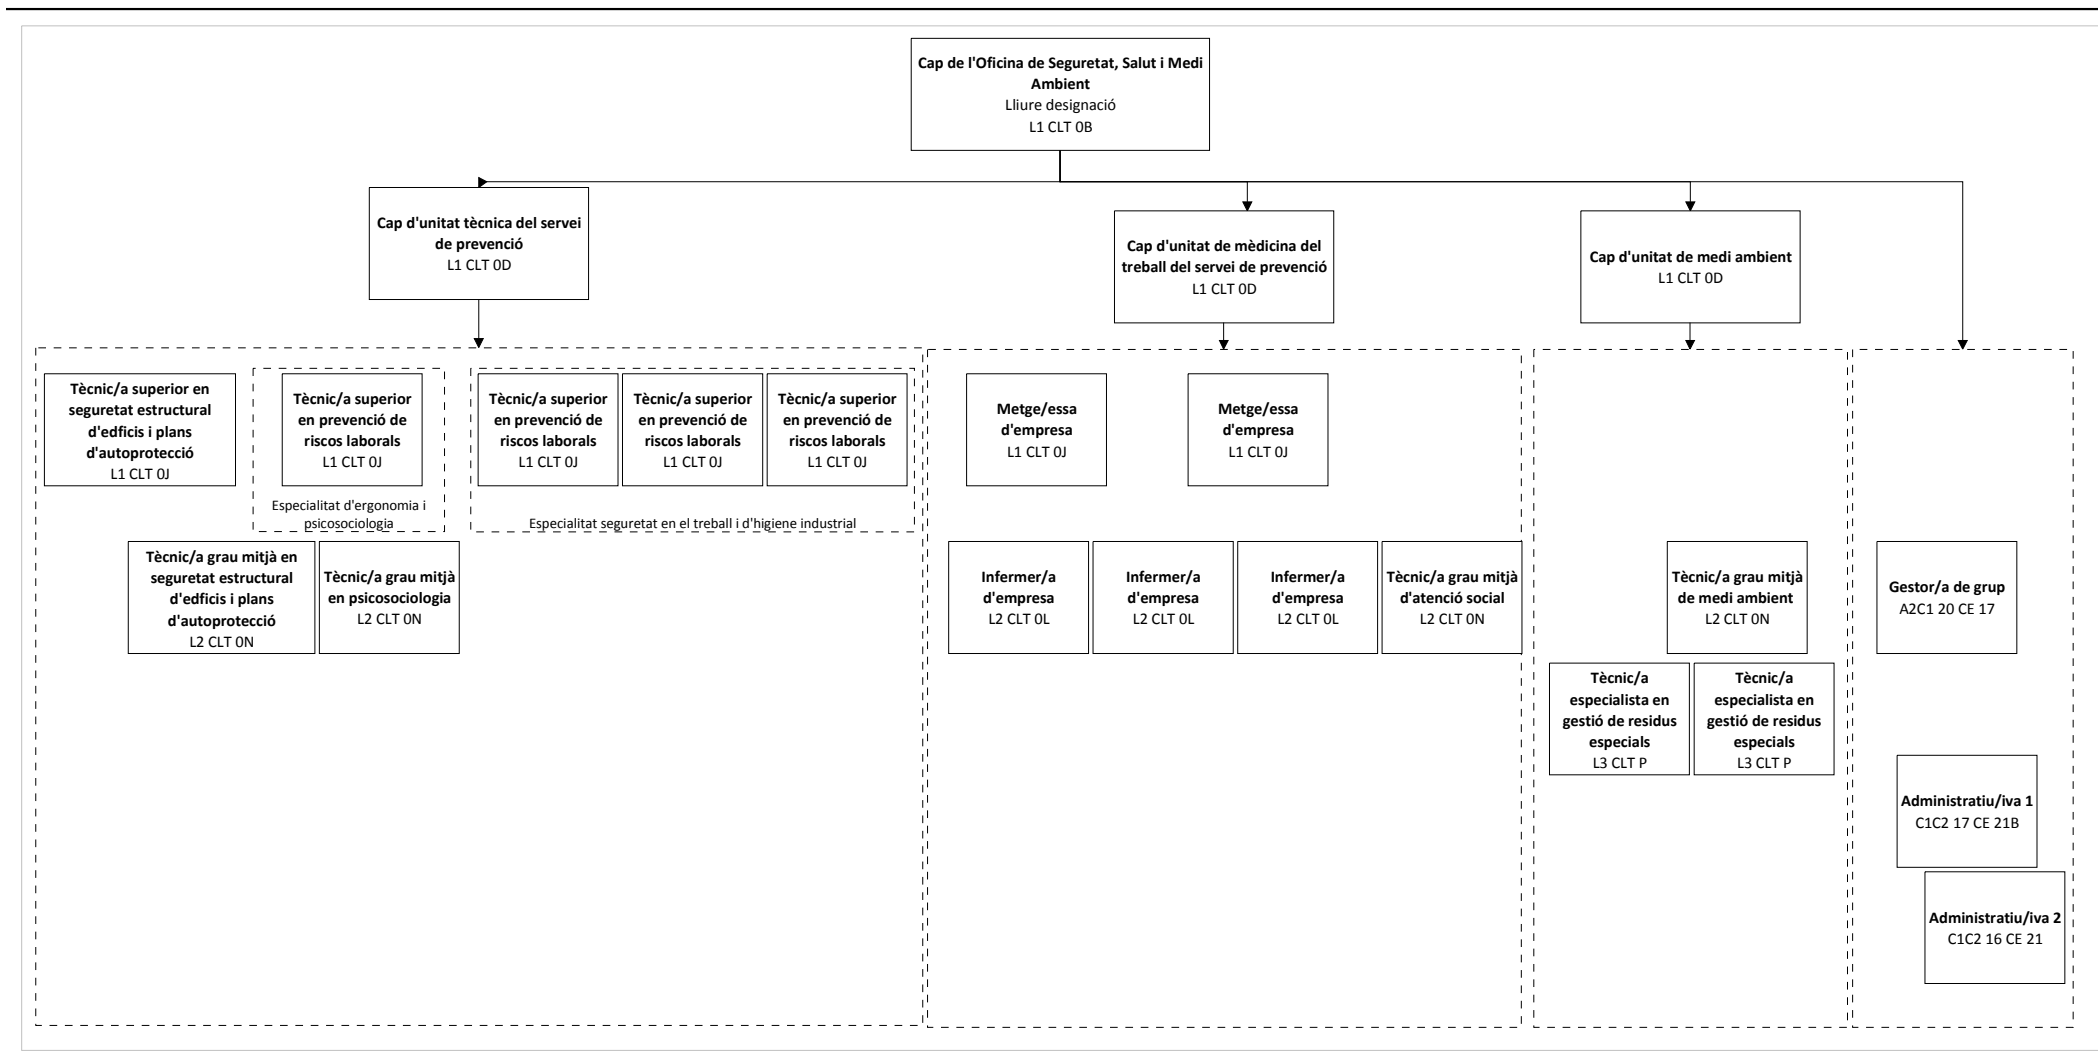 Cap de l'Oficina de Seguretat, Salut i Medi
Ambient
Lliure designació
L1 CLT 0B
Cap d'unitat tècnica del servei
de prevenció
L1 CLT 0D
Cap d'unitat de mèdicina del
treball del servei de prevenció
L1 CLT 0D
Cap d'unitat de medi ambient
L1 CLT 0D
Tècnic/a superior en
seguretat estructural
d'edficis i plans
d'autoprotecció
L1 CLT 0J
Tècnic/a superior
en prevenció de
riscos laborals
L1 CLT 0J
Especialitat d'ergonomia i
psicosociologia
Tècnic/a superior
en prevenció de
riscos laborals
L1 CLT 0J
Tècnic/a superior
en prevenció de
riscos laborals
L1 CLT 0J
Tècnic/a superior
en prevenció de
riscos laborals
L1 CLT 0J
Especialitat seguretat en el treball i d'higiene industrial
Tècnic/a grau mitjà en
seguretat estructural
d'edficis i plans
d'autoprotecció
L2 CLT 0N
Tècnic/a grau mitjà
en psicosociologia
L2 CLT 0N
Metge/essa
d'empresa
L1 CLT 0J
Metge/essa
d'empresa
L1 CLT 0J
Infermer/a
d'empresa
L2 CLT 0L
Infermer/a
d'empresa
L2 CLT 0L
Infermer/a
d'empresa
L2 CLT 0L
Tècnic/a grau mitjà
d'atenció social
L2 CLT 0N
Tècnic/a grau mitjà
de medi ambient
L2 CLT 0N
Tècnic/a
especialista en
gestió de residus
especials
L3 CLT P
Tècnic/a
especialista en
gestió de residus
especials
L3 CLT P
Gestor/a de grup
A2C1 20 CE 17
Administratiu/iva 1
C1C2 17 CE 21B
Administratiu/iva 2
C1C2 16 CE 21